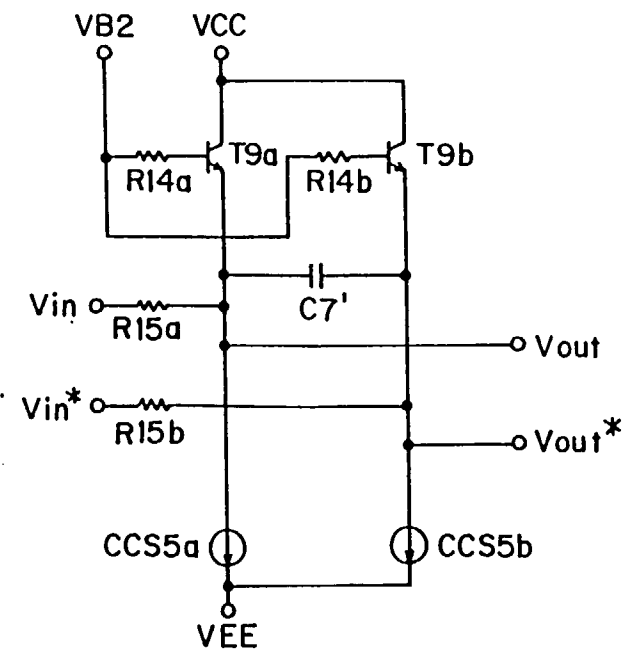 VB2
VCC
T9a
T9b
R14a
R14b
C7'
Vin
R15a
Vout
Vin*
R15b
Vout*
CCS5a
CCS5b
VEE